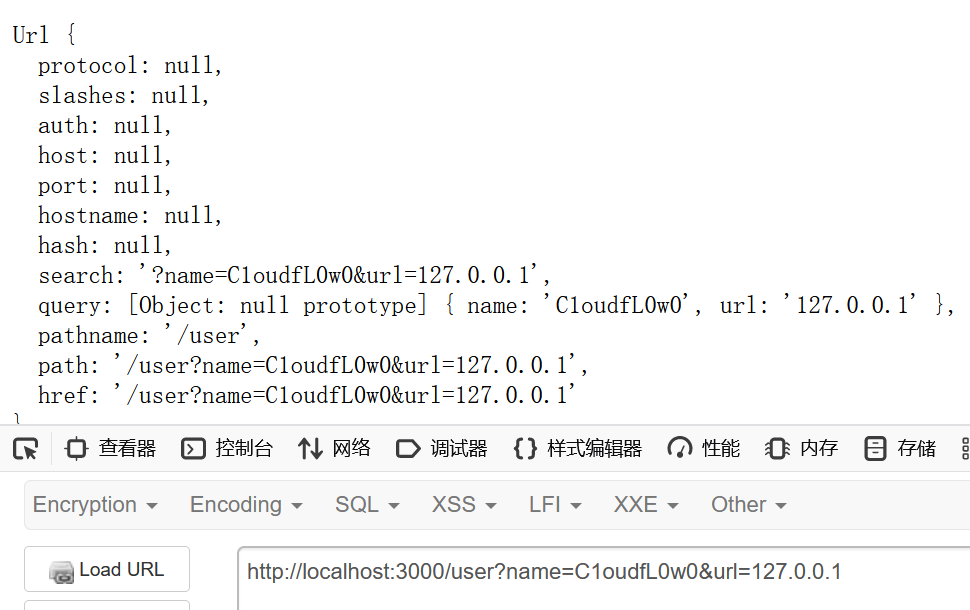 Url {
  protocol: null,
  slashes: null,
  auth: null,
  host: null,
  port: null,
  hostname: null,
  hash: null,
  search: '?name=C1oudfL0w0&url=127.0.0.1',
  query: [Object: null prototype] { name: 'C1oudfL0w0', url: '127.0.0.1' },
  pathname: '/user',
  path: '/user?name=C1oudfL0w0&url=127.0.0.1',
  href: '/user?name=C1oudfL0w0&url=127.0.0.1'
}
查看器 控制台 网络 调试器 样式编辑器 性能 内存 存储
Encryption Encoding SQL XSS LFI XXE Other
Load URL
http://localhost:3000/user?name=C1oudfL0w0&url=127.0.0.1